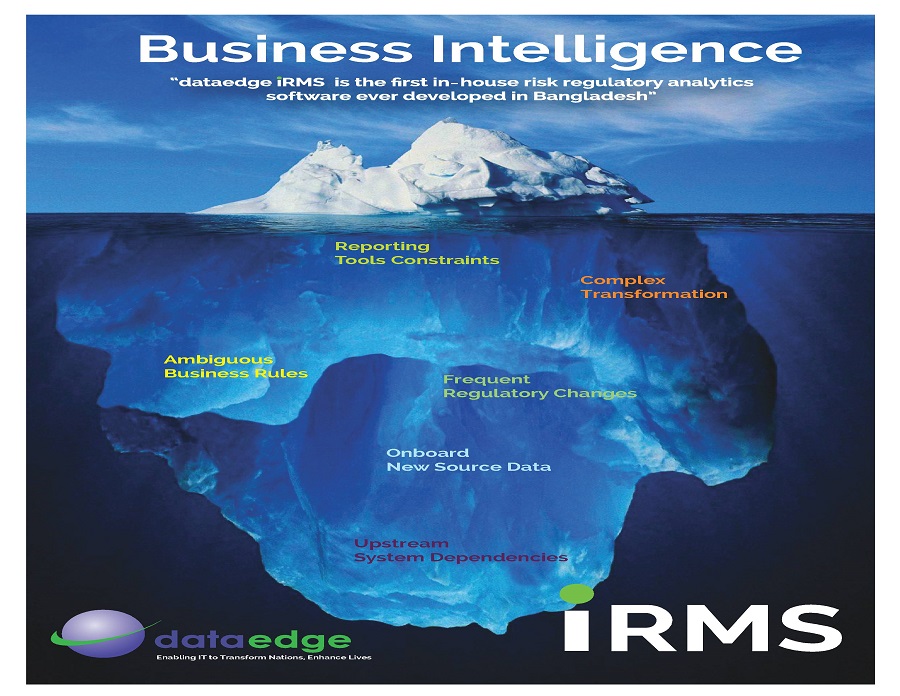 Business Intelligence
"dataedge iRMS is the first in-house risk regulatory analytics
software ever developed in Bangladesh"
Reporting
Tools Constraints
Complex
Transformation
Ambiguous
Business Rules
Frequent
Regulatory Changes
Onboard
New Source Data
Upstream
System Dependencies
iRMS
dataedge
Enabling IT to Transform Nations, Enhance Lives